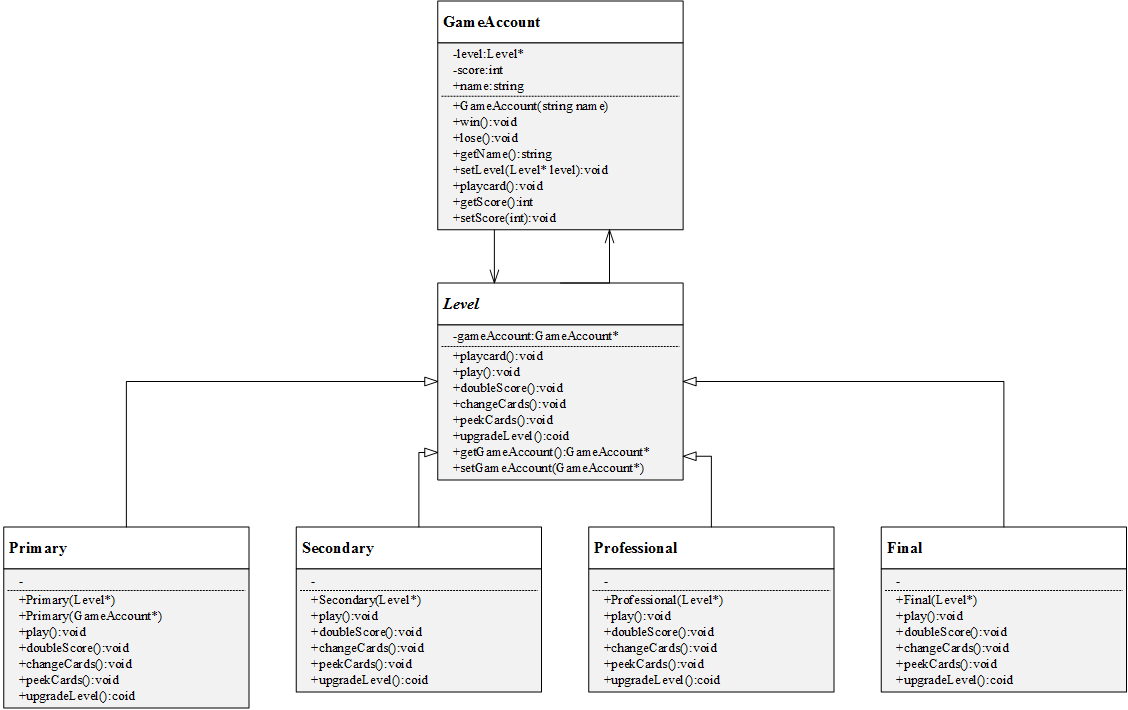 GameAccount
-level:Level*
-score:int
+name:string
+GameAccount(string name)
+win():void
+lose():void
+getName():string
+setLevel(Level* level):void
+playcard():void
+getScore():int
+setScore(int):void
Level
-gameAccount:GameAccount*
+playcard():void
+play():void
+doubleScore():void
+changeCards():void
+peekCards():void
+upgradeLevel():coid
+getGameAccount():GameAccount*
+setGameAccount(GameAccount*)
Primary
-
+Primary(Level*)
+Primary(GameAccount*)
+play():void
+doubleScore():void
+changeCards():void
+peekCards():void
+upgradeLevel():coid
Secondary
-
+Secondary(Level*)
+play():void
+doubleScore():void
+changeCards():void
+peekCards():void
+upgradeLevel():coid
Professional
-
+Professional(Level*)
+play():void
+doubleScore():void
+changeCards():void
+peekCards():void
+upgradeLevel():coid
Final
-
+Final(Level*)
+play():void
+doubleScore():void
+changeCards():void
+peekCards():void
+upgradeLevel():coid